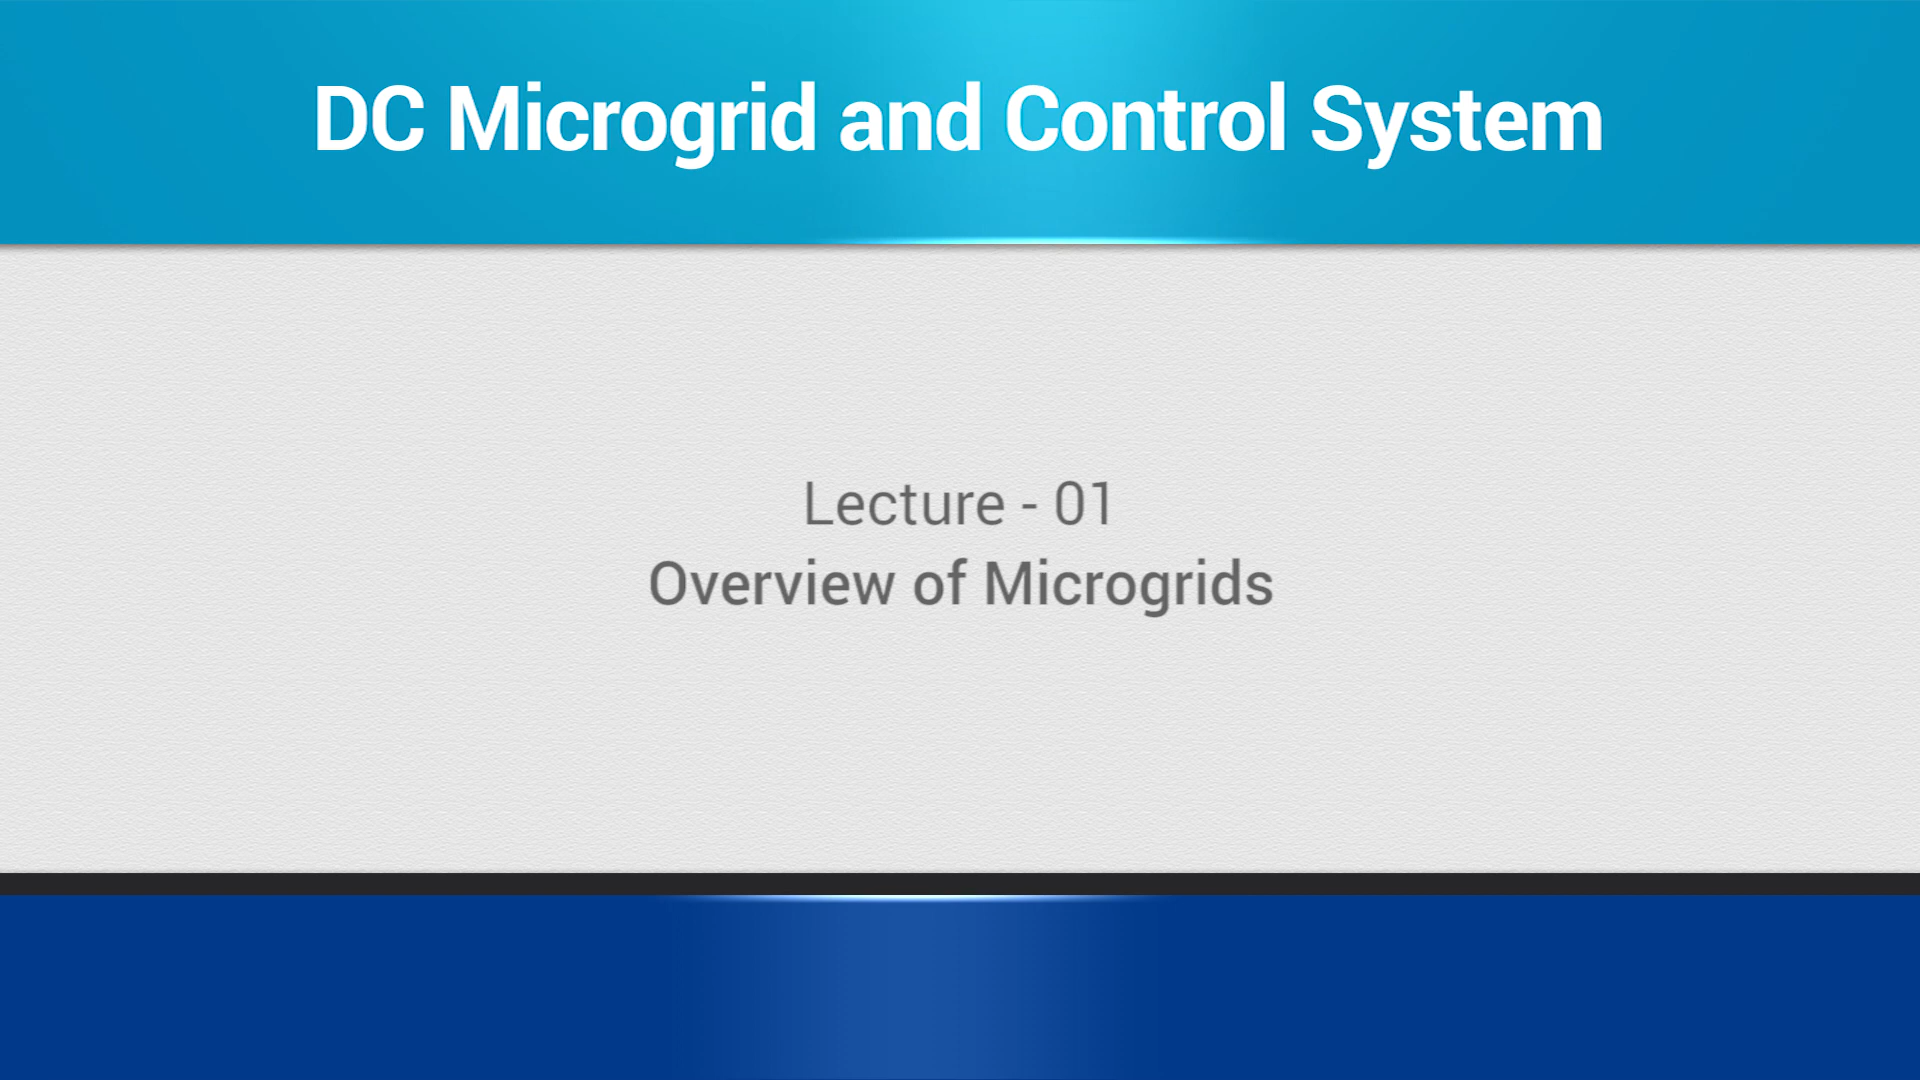 DC Microgrid and Control System
Lecture - 01
Overview of Microgrids